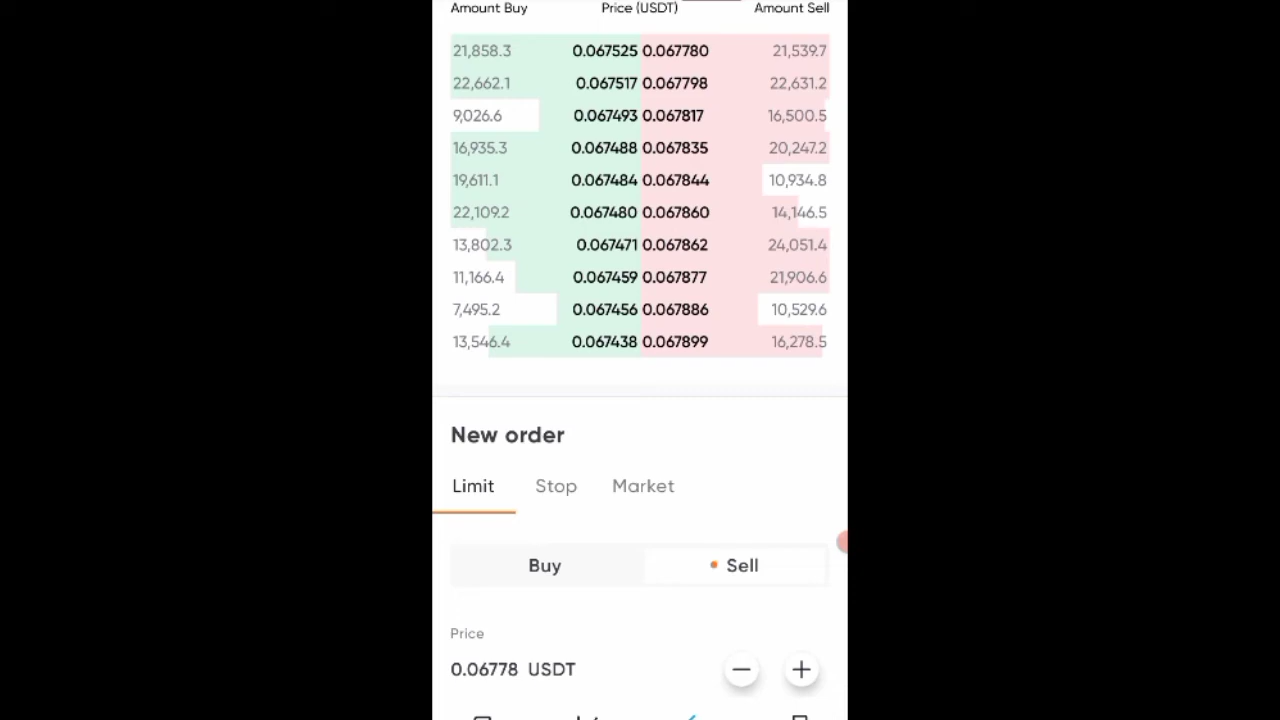 Amount Buy Price (USDT) Amount Sell
21,858.3 0.067525 0.067780 21,539.7
22,662.1 0.067517 0.067798 22,631.2
9,026.6 0.067493 0.067817 16,500.5
16,935.3 0.067488 0.067835 20,247.2
19,611.1 0.067484 0.067844 10,934.8
22,109.2 0.067480 0.067860 14,146.5
13,802.3 0.067471 0.067862 24,051.4
11,166.4 0.067459 0.067877 21,906.6
7,495.2 0.067456 0.067886 10,529.6
13,546.4 0.067438 0.067899 16,278.5
New order
Limit Stop Market
Buy Sell
Price
0.06778 USDT